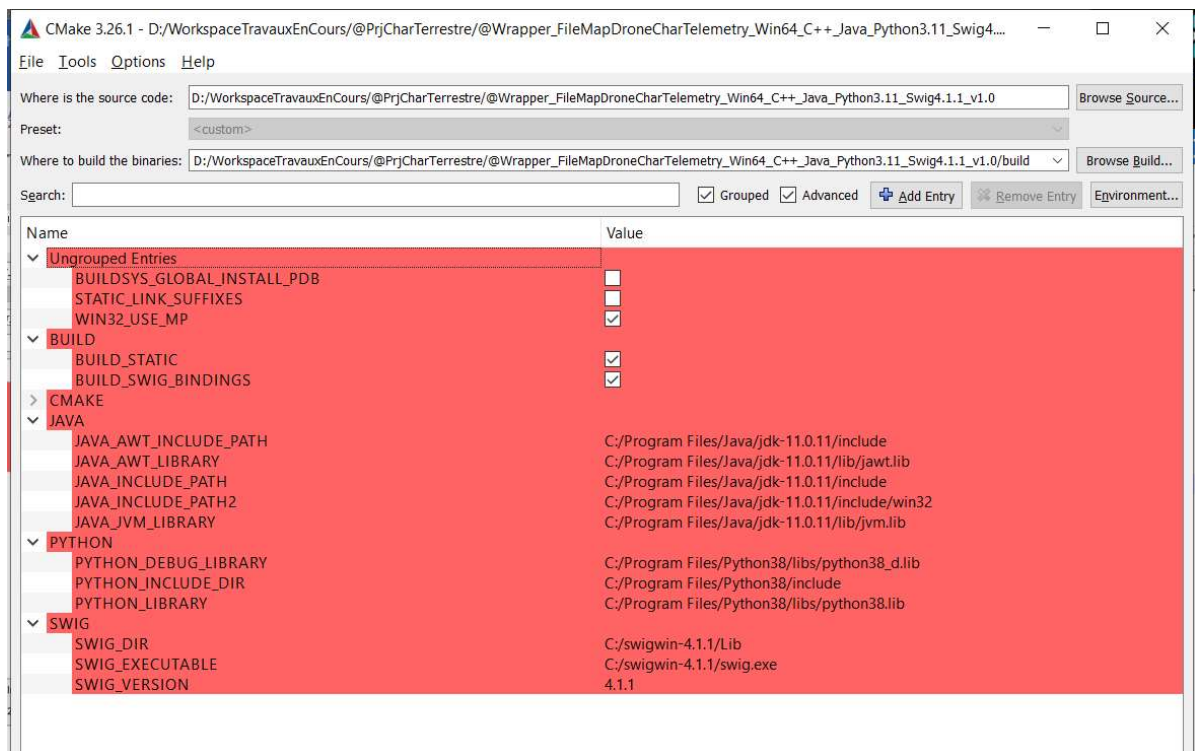 CMake 3.26.1 - D:/WorkspaceTravauxEnCours/@PrjCharTerrestre/@Wrapper_FileMapDroneCharTelemetry_Win64_C++_Java_Python3.11_Swig4....
File Tools Options Help
Where is the source code: D:/WorkspaceTravauxEnCours/@PrjCharTerrestre/@Wrapper_FileMapDroneCharTelemetry_Win64_C++_Java_Python3.11_Swig4.1.1_v1.0 Browse Source...
Preset: <custom>
Where to build the binaries: D:/WorkspaceTravauxEnCours/@PrjCharTerrestre/@Wrapper_FileMapDroneCharTelemetry_Win64_C++_Java_Python3.11_Swig4.1.1_v1.0/build Browse Build...
Search: Grouped Advanced Add Entry Remove Entry Environment...
Name Value
Ungrouped Entries
BUILDSYS_GLOBAL_INSTALL_PDB
STATIC_LINK_SUFFIXES
WIN32_USE_MP
BUILD
BUILD_STATIC
BUILD_SWIG_BINDINGS
CMAKE
JAVA
JAVA_AWT_INCLUDE_PATH C:/Program Files/Java/jdk-11.0.11/include
JAVA_AWT_LIBRARY C:/Program Files/Java/jdk-11.0.11/lib/jawt.lib
JAVA_INCLUDE_PATH C:/Program Files/Java/jdk-11.0.11/include
JAVA_INCLUDE_PATH2 C:/Program Files/Java/jdk-11.0.11/include/win32
JAVA_JVM_LIBRARY C:/Program Files/Java/jdk-11.0.11/lib/jvm.lib
PYTHON
PYTHON_DEBUG_LIBRARY C:/Program Files/Python38/libs/python38_d.lib
PYTHON_INCLUDE_DIR C:/Program Files/Python38/include
PYTHON_LIBRARY C:/Program Files/Python38/libs/python38.lib
SWIG
SWIG_DIR C:/swigwin-4.1.1/Lib
SWIG_EXECUTABLE C:/swigwin-4.1.1/swig.exe
SWIG_VERSION 4.1.1